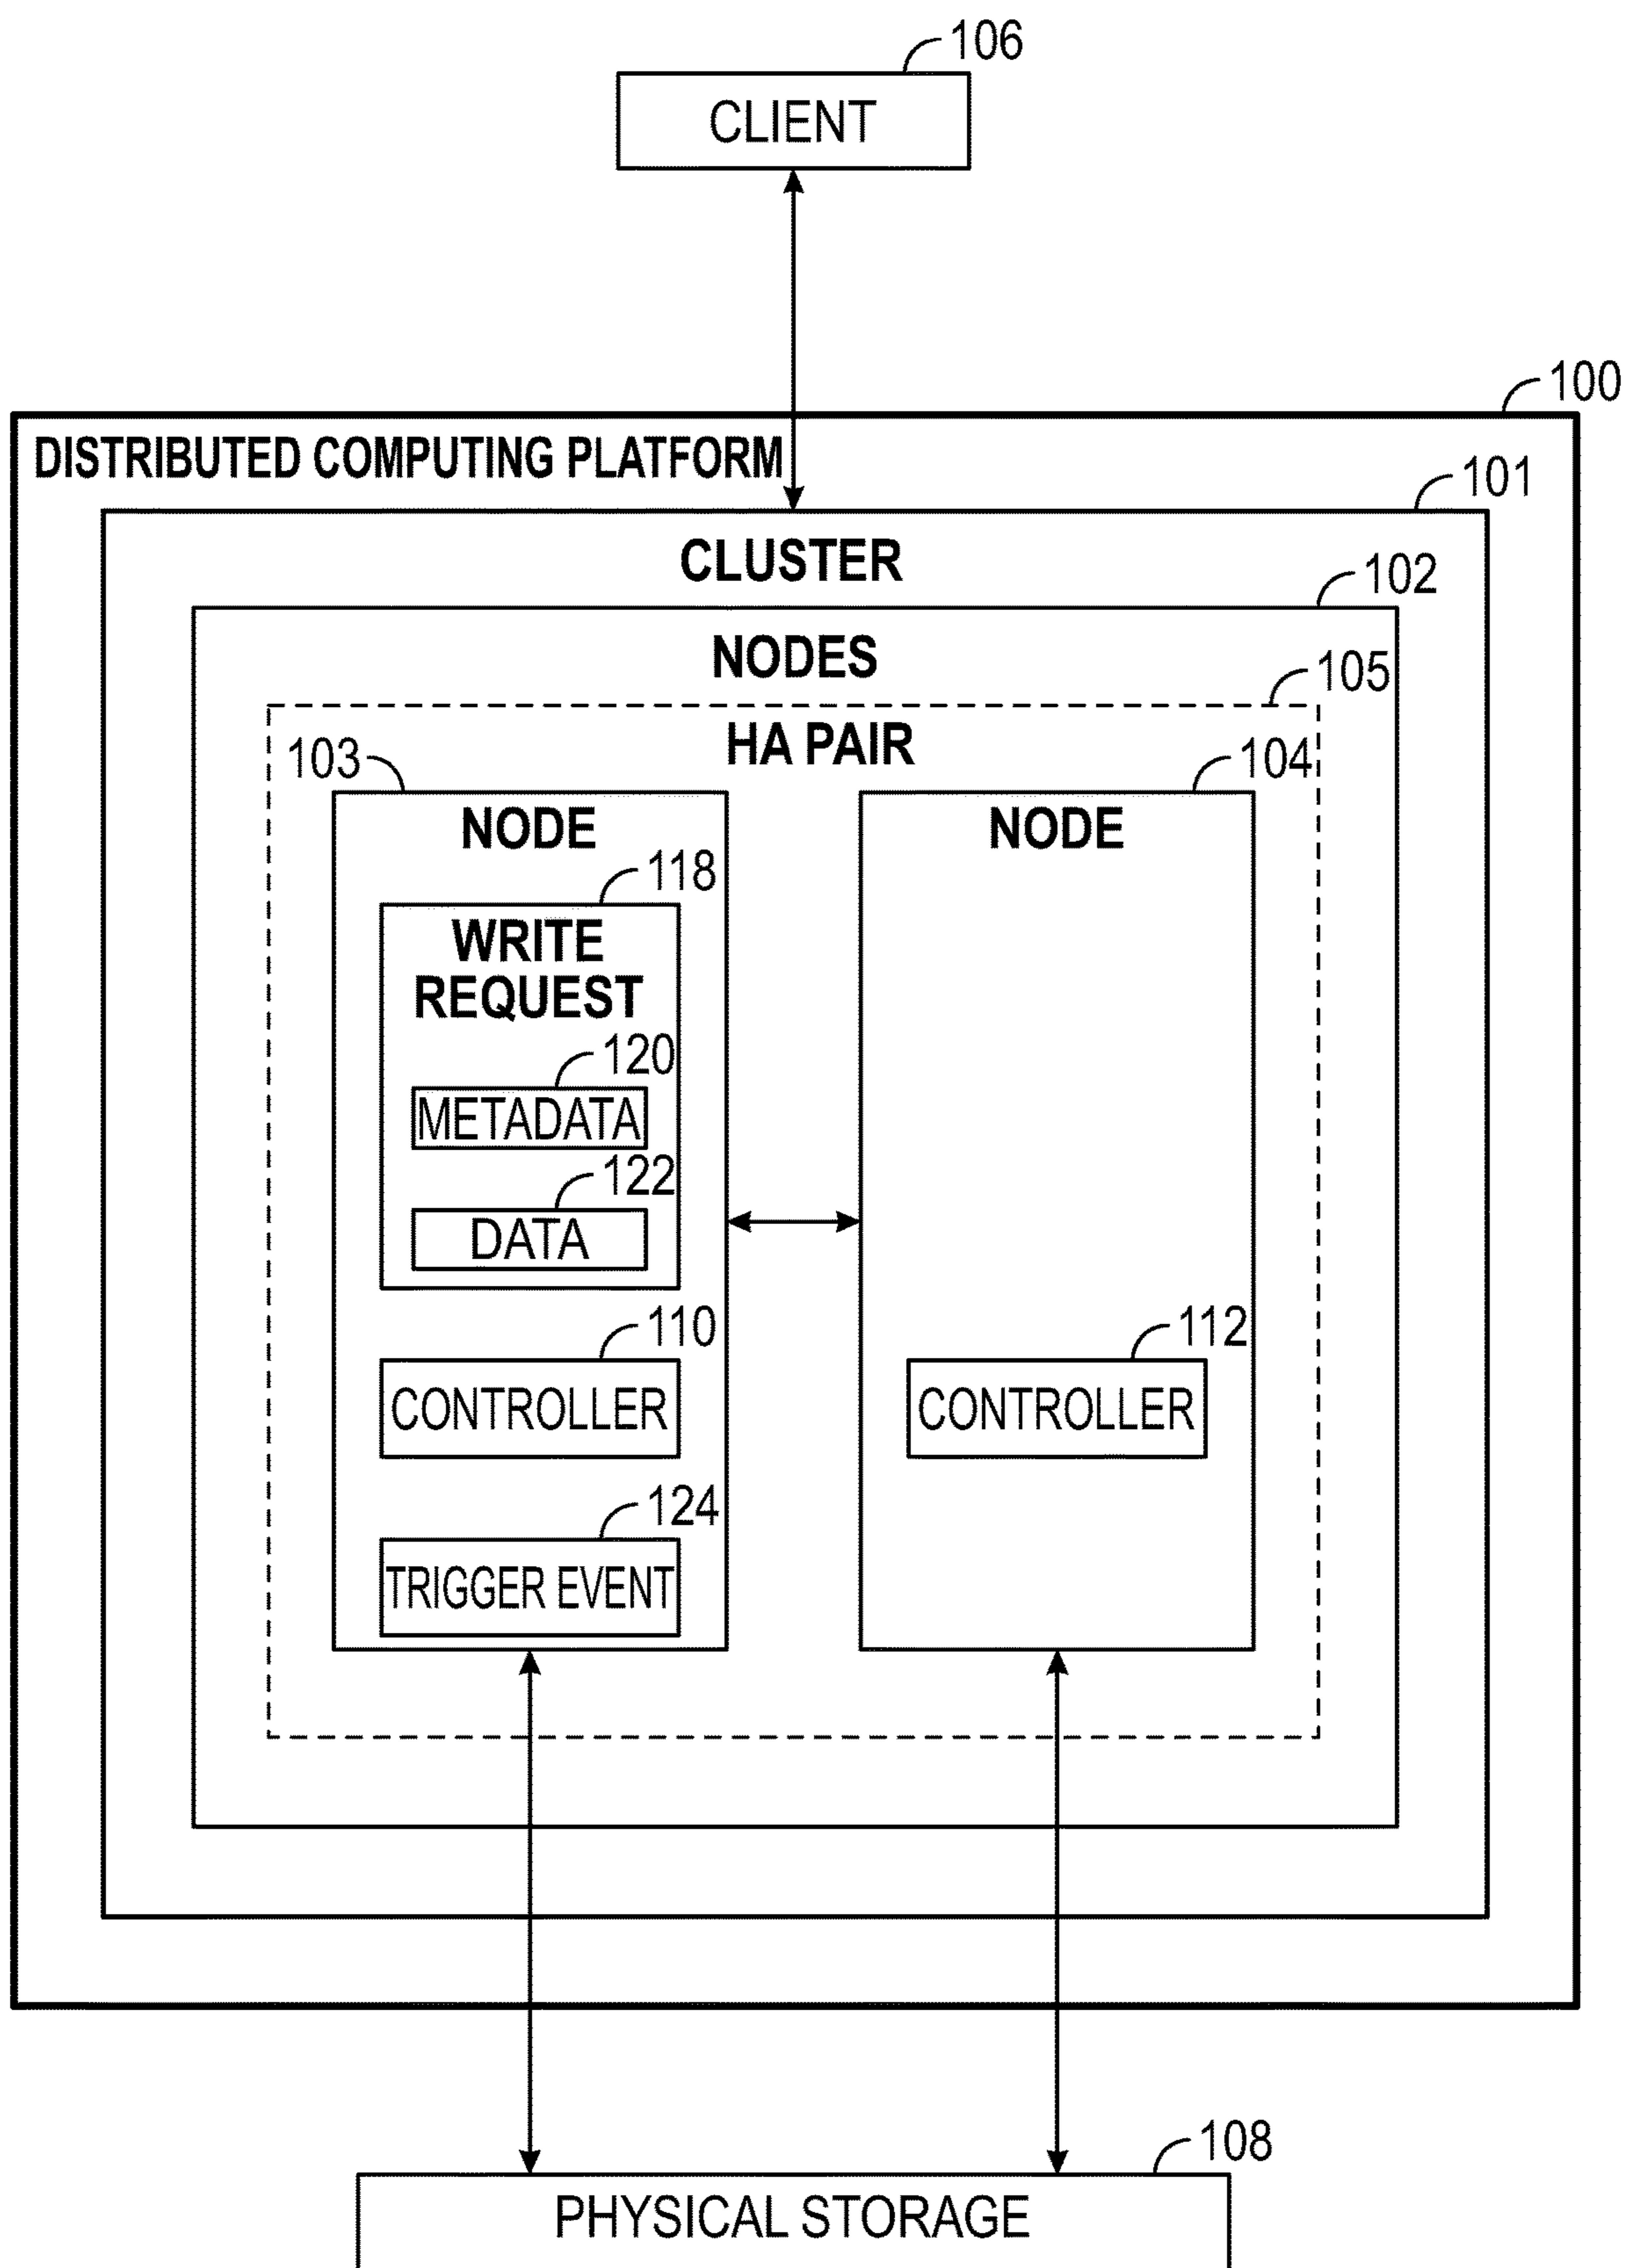 106
CLIENT
100
DISTRIBUTED COMPUTING PLATFORM
101
CLUSTER
102
NODES
105
HA PAIR
103
104
NODE
NODE
118
WRITE
REQUEST
120
METADATA
122
DATA
110
112
CONTROLLER
CONTROLLER
124
TRIGGER EVENT
108
PHYSICAL STORAGE